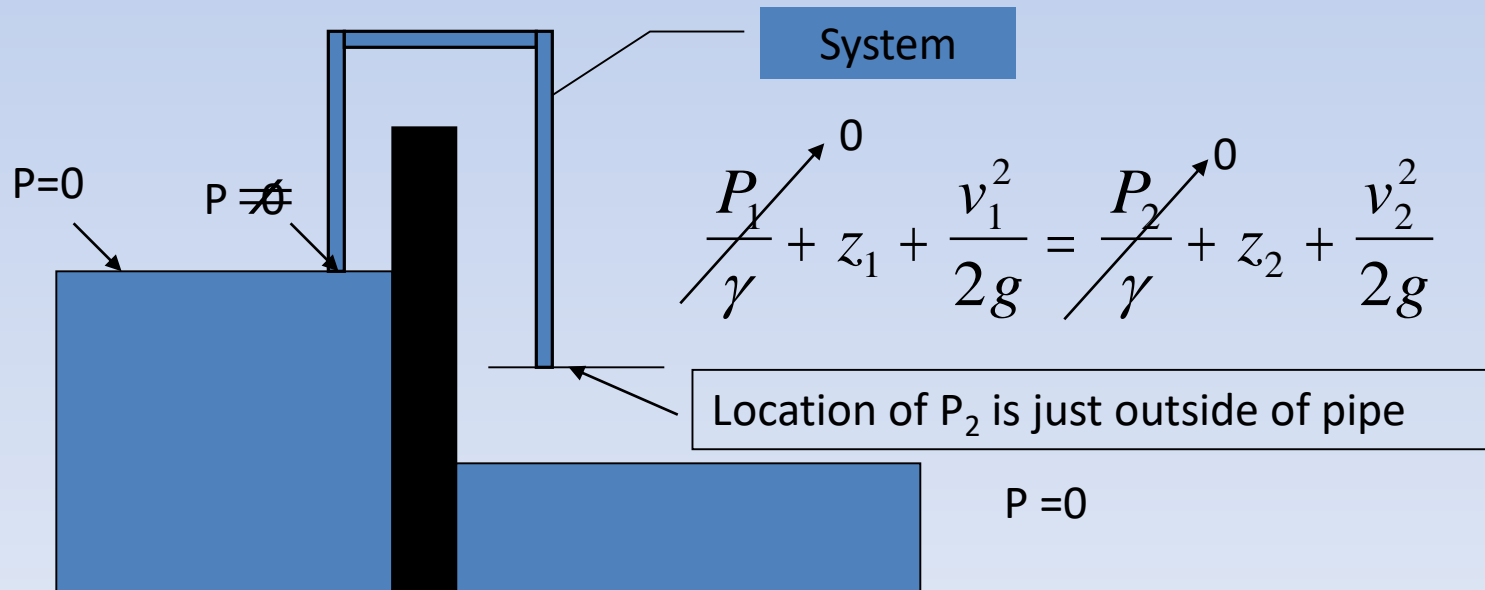 System
P=0
P ≠0
0
0
P₁/γ + z₁ + v₁²/2g = P₂/γ + z₂ + v₂²/2g
Location of P₂ is just outside of pipe
P =0